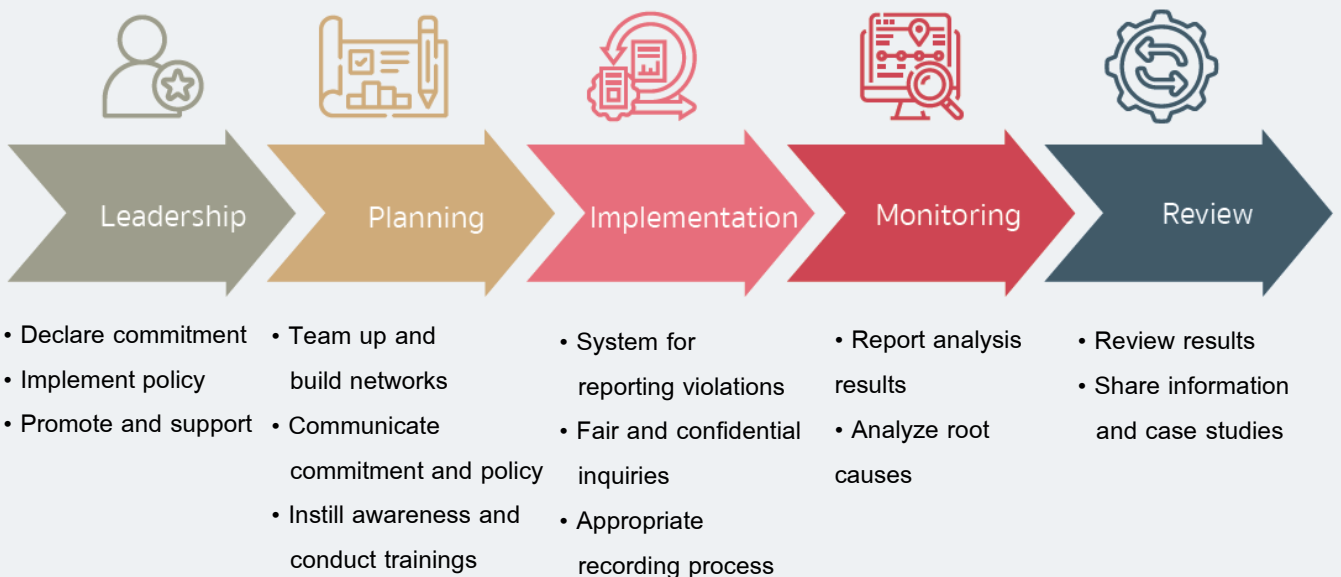 Leadership
Planning
Implementation
Monitoring
Review
• Declare commitment
• Implement policy
• Promote and support
• Team up and
build networks
• Communicate
commitment and policy
• Instill awareness and
conduct trainings
• System for
reporting violations
• Fair and confidential
inquiries
• Appropriate
recording process
• Report analysis
results
• Analyze root
causes
• Review results
• Share information
and case studies